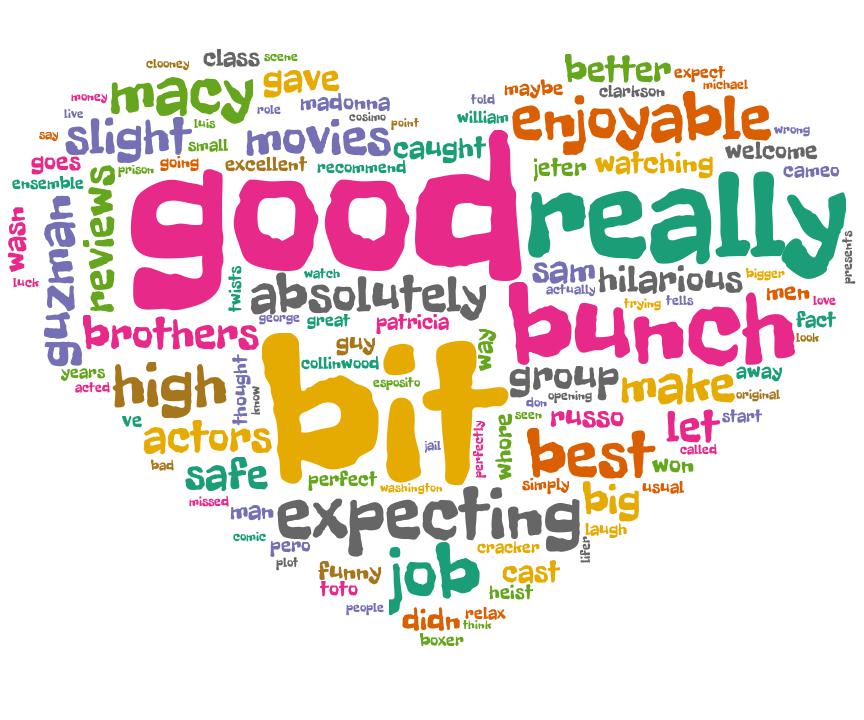 clooney
class
scene
money
macy
gave
better
expect
live
role
madonna
maybe
clarkson
michael
say
slight
luis
small
movies
cosimo
point
caught
told
william
enjoyable
wrong
goes
prison
going
excellent
recommend
jeter
watching
welcome
cameo
ensemble
reviews
good
really
wasn
luck
guzman
twists
watch
absolutely
sam
actually
hilarious
bigger
men
love
presents
brothers
george
great
patricia
bunch
trying
tells
fact
look
years
acted
high
thought
know
bit
guy
collinwood
esposito
way
group
make
away
original
opening
don
seen
russo
let
called
start
ve
actors
bad
safe
jail
perfectly
whore
best
won
missed
perfect
washington
simply
big
usual
man
expecting
laugh
comic
pero
plot
cracker
lifer
funny
toto
job
cast
heist
people
didn
relax
think
boxer